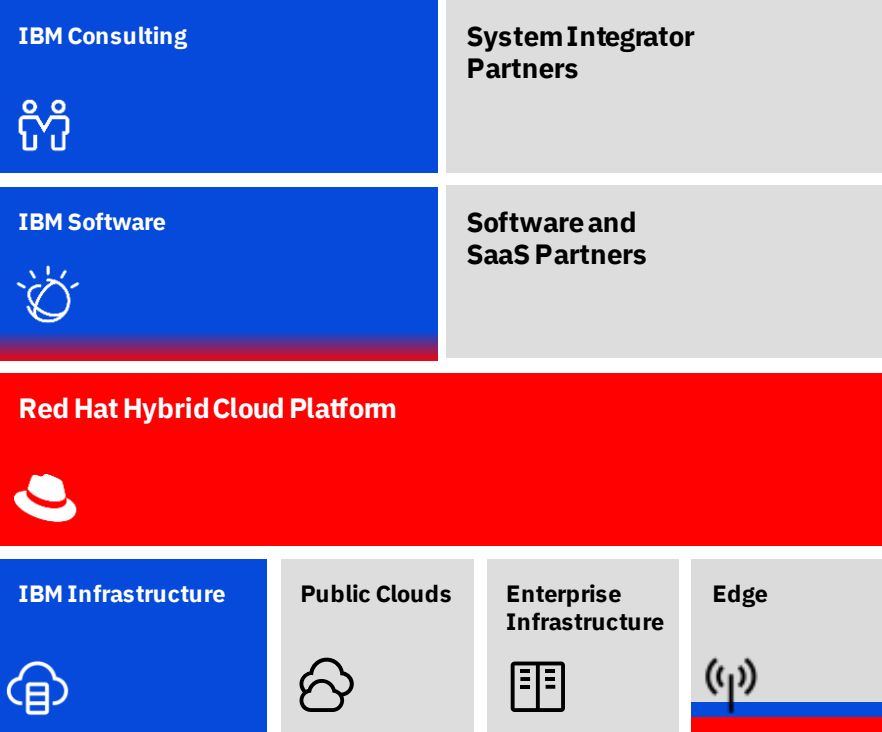 IBM Consulting
System Integrator
Partners
IBM Software
Software and
SaaS Partners
Red Hat Hybrid Cloud Platform
IBM Infrastructure
Public Clouds
Enterprise
Infrastructure
Edge